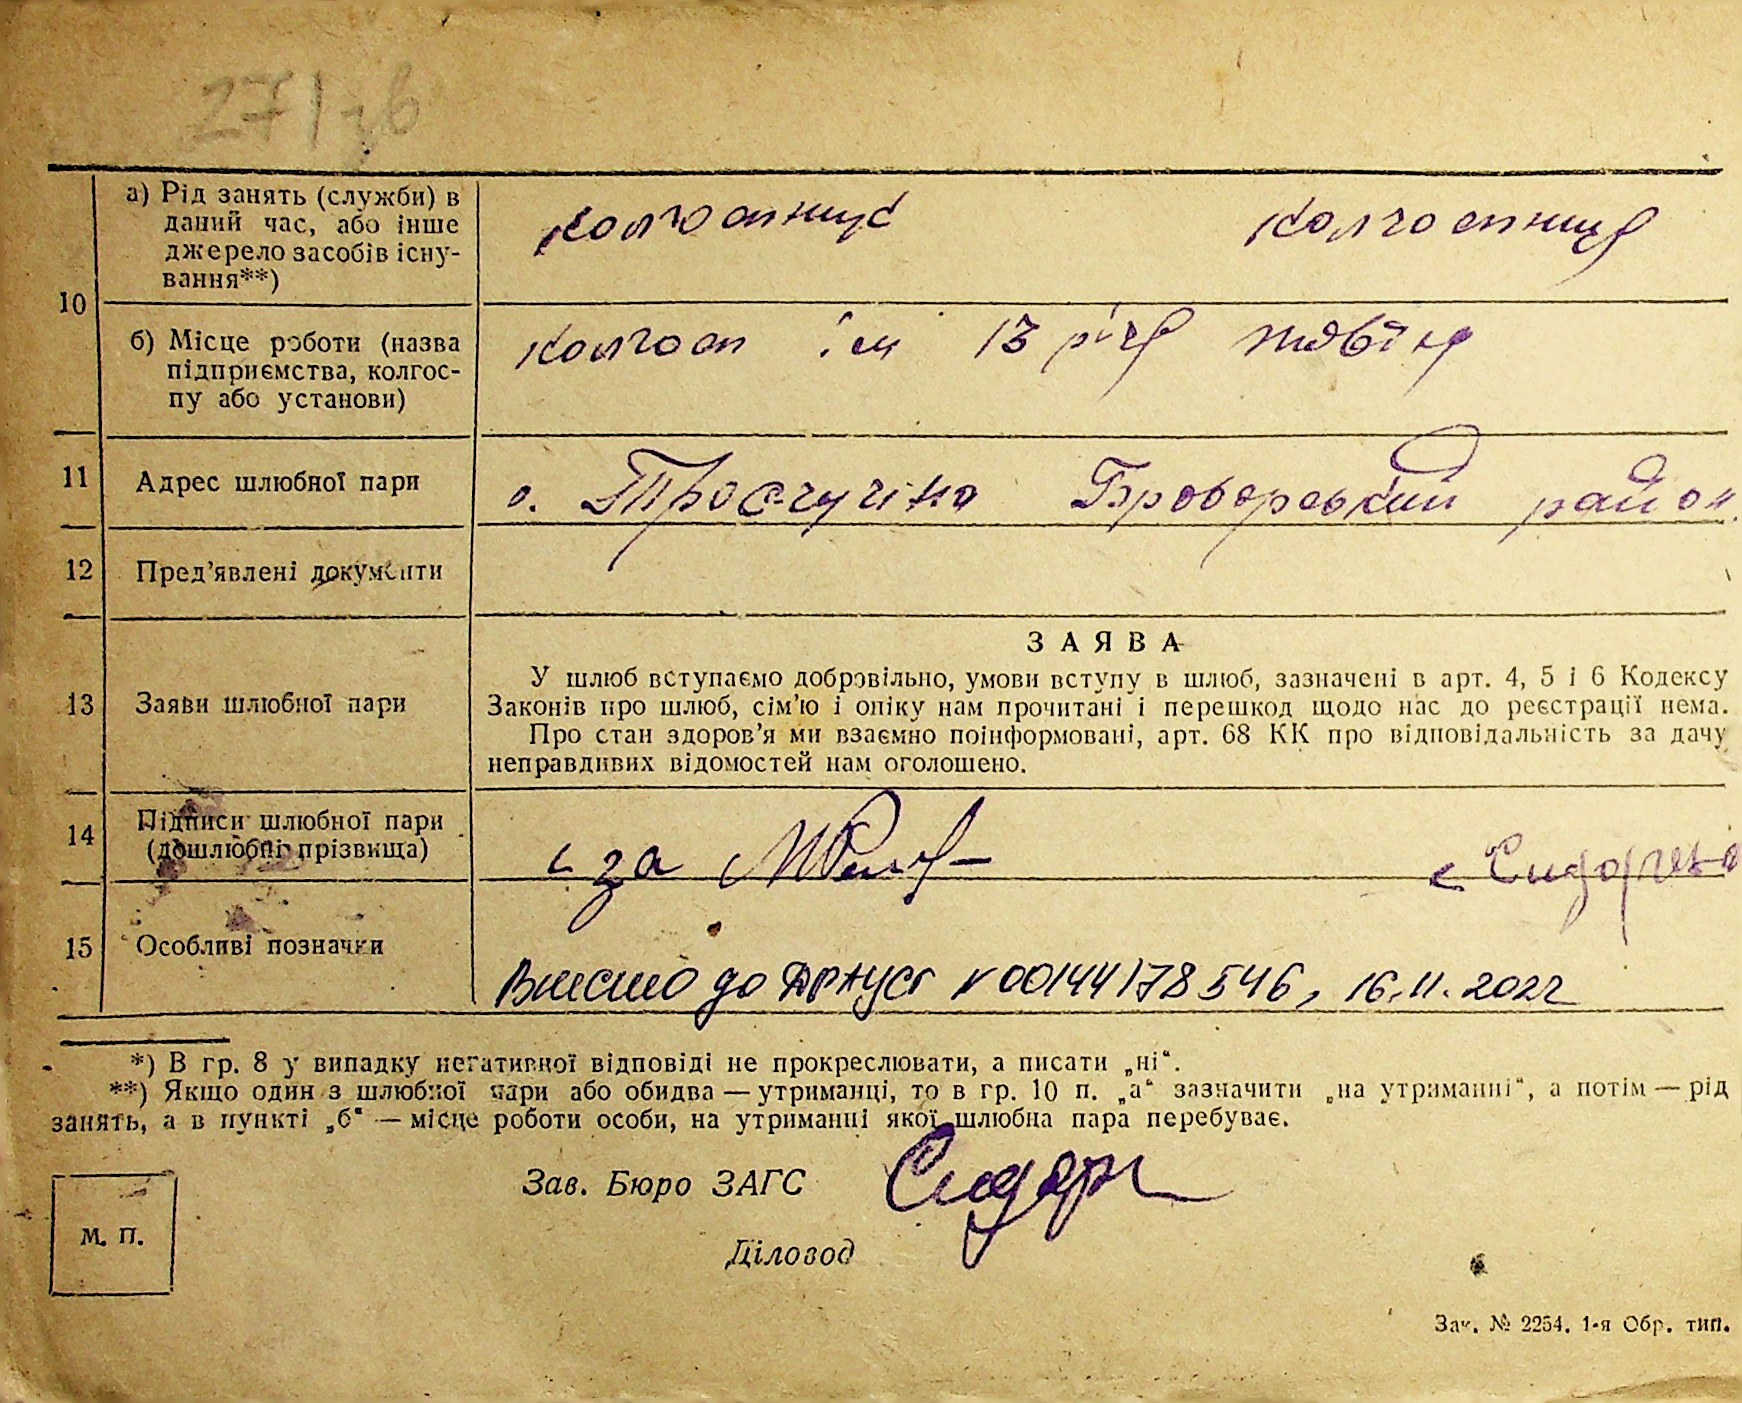 271
10
а) Рід занять (служби) в
даний час, або інше
джерело засобів існу-
вання**)
колгоспник колгоспниця
б) Місце роботи (назва
підприємства, колгос-
пу або установи)
колгосп ім 13 річ жовтня
11
Адрес шлюбної пари
с. Броварський район
12
Пред’явлені документи
13
Заяви шлюбної пари
ЗАЯВА
У шлюб вступаємо добровільно, умови вступу в шлюб, зазначені в арт. 4, 5 і 6 Кодексу
Законів про шлюб, сім’ю і опіку нам прочитані і перешкод щодо нас до реєстрації нема.
Про стан здоров’я ми взаємно поінформовані, арт. 68 КК про відповідальність за дачу
неправдивих відомостей нам оголошено.
14
Підписи шлюбної пари
(дошлюбні прізвища)
за
15
Особливі позначки
Внесено до ДРАЦСГ 00144178546, 16.11.2022
*) В гр. 8 у випадку негативної відповіді не прокреслювати, а писати „ні“.
**) Якщо один з шлюбної пари або обидва — утриманці, то в гр. 10 п. „а“ зазначити „на утриманні“, а потім — рід
занять, а в пункті „б“ — місце роботи особи, на утриманні якої шлюбна пара перебуває.
Зав. Бюро ЗАГС
Діловод
М. П.
Зак. № 2254. 1-я Обр. тип.